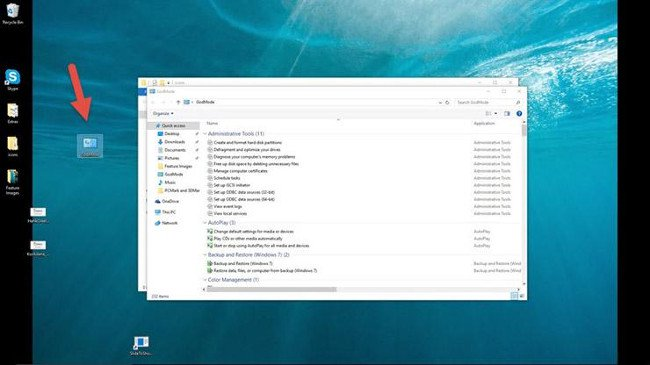 Recycle Bin
Skype
icons
Feature
Images
icons
GodMode
GodMode
Search GodMode
Organize
Name
Application
Quick access
Desktop
Downloads
Documents
Pictures
Feature Images
GodMode
Music
PCMark and 3DMar
OneDrive
This PC
Network
Administrative Tools (11)
Create and format hard disk partitions
Administrative Tools
Defragment and optimize your drives
Administrative Tools
Diagnose your computer's memory problems
Administrative Tools
Free up disk space by deleting unnecessary files
Administrative Tools
Manage computer certificates
Administrative Tools
Schedule tasks
Administrative Tools
Set up iSCSI initiator
Administrative Tools
Set up ODBC data sources (32-bit)
Administrative Tools
Set up ODBC data sources (64-bit)
Administrative Tools
View event logs
Administrative Tools
View local services
Administrative Tools
AutoPlay (3)
Change default settings for media or devices
AutoPlay
Play CDs or other media automatically
AutoPlay
Start or stop using AutoPlay for all media and devices
AutoPlay
Backup and Restore (Windows 7) (2)
Backup and Restore (Windows 7)
Backup and Restore (Wind
Restore data, files, or computer from backup (Windows 7)
Backup and Restore (Wind
Color Management (1)
Items
SlideToShu...